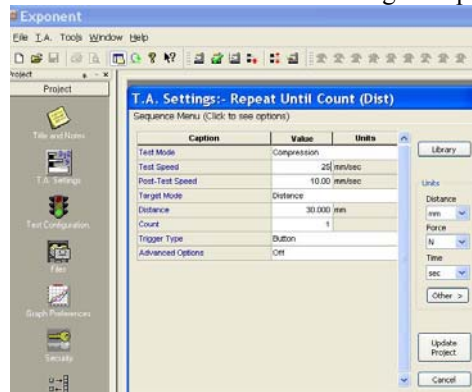 Exponent
File T.A. Tools Window Help
Project
Project
Title and Notes
T.A. Settings
Test Configuration
Files
Graph Preferences
Security
T.A. Settings:- Repeat Until Count (Dist)
Sequence Menu (Click to see options)
Caption Value Units
Test Mode Compression
Test Speed 25 mm/sec
Post-Test Speed 10.00 mm/sec
Target Mode Distance
Distance 30.000 mm
Count 1
Trigger Type Button
Advanced Options Off
Library
Units
Distance
mm
Force
N
Time
sec
Other >
Update
Project
Cancel